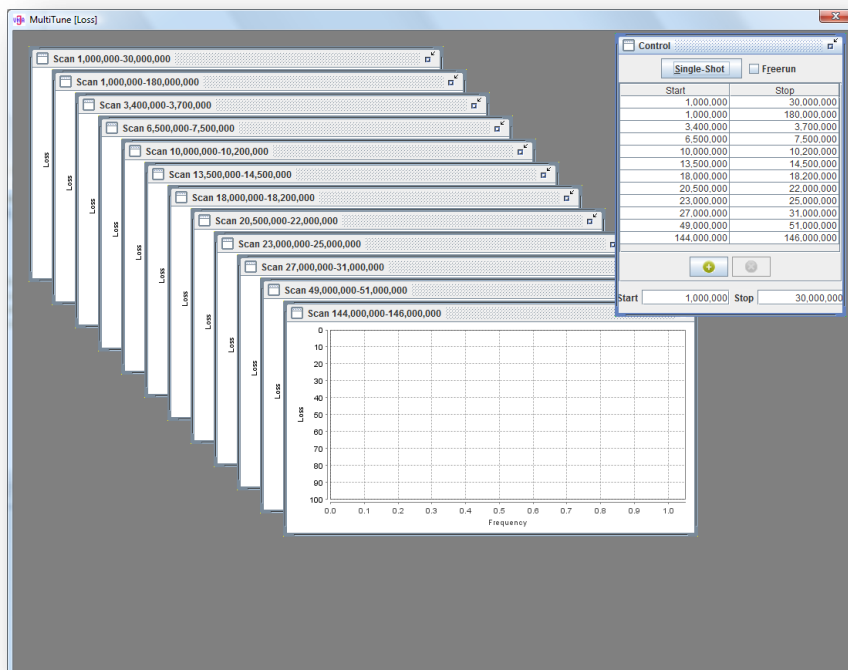 MultiTune [Loss]
Scan 1,000,000-30,000,000
Loss
Scan 1,000,000-180,000,000
Loss
Scan 3,400,000-3,700,000
Loss
Scan 6,500,000-7,500,000
Loss
Scan 10,000,000-10,200,000
Loss
Scan 13,500,000-14,500,000
Loss
Scan 18,000,000-18,200,000
Loss
Scan 20,500,000-22,000,000
Loss
Scan 23,000,000-25,000,000
Loss
Scan 27,000,000-31,000,000
Loss
Scan 49,000,000-51,000,000
Loss
Scan 144,000,000-146,000,000
Loss
0
10
20
30
40
50
60
70
80
90
100
0.0 0.1 0.2 0.3 0.4 0.5 0.6 0.7 0.8 0.9 1.0
Frequency
Control
Single-Shot Freerun
Start Stop
1,000,000 30,000,000
1,000,000 180,000,000
3,400,000 3,700,000
6,500,000 7,500,000
10,000,000 10,200,000
13,500,000 14,500,000
18,000,000 18,200,000
20,500,000 22,000,000
23,000,000 25,000,000
27,000,000 31,000,000
49,000,000 51,000,000
144,000,000 146,000,000
Start 1,000,000 Stop 30,000,000